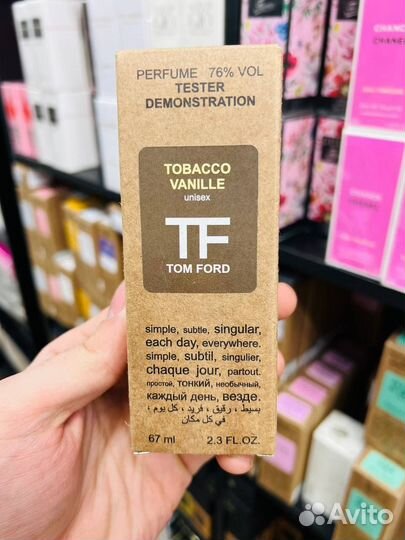 PERFUME 76% VOL
TESTER
DEMONSTRATION
TOBACCO
VANILLE
unisex
TF
TOM FORD
simple, subtle, singular,
each day, everywhere.
simple, subtil, singulier,
chaque jour, partout.
простой, тонкий, необычный,
каждый день, везде.
بسيط ، رقيق ، فريد ، كل يوم ،
في كل مكان
67 ml 2.3 FL.OZ.
CHANCE
CHANEL
Avito